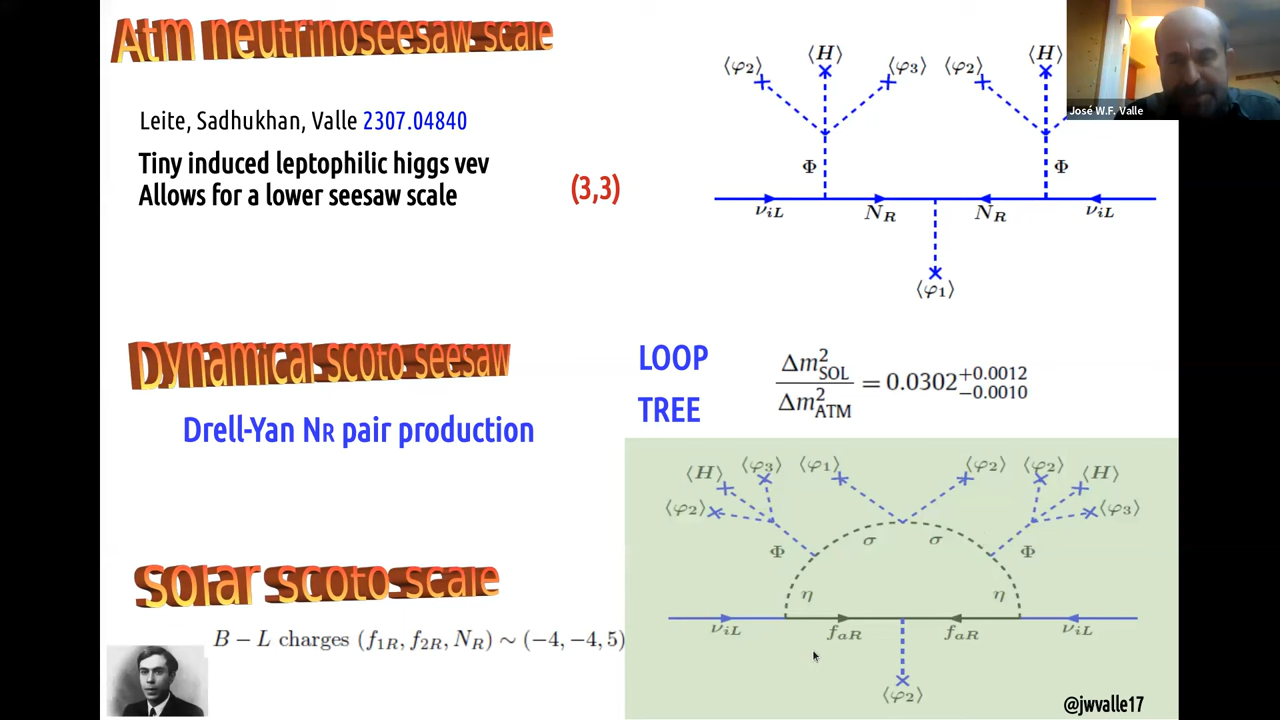 Atm neutrinoseesaw scale
Leite, Sadhukhan, Valle 2307.04840
Tiny induced leptophilic higgs vev
Allows for a lower seesaw scale
(3,3)
⟨φ2⟩ ⟨H⟩ ⟨φ3⟩ ⟨φ2⟩ ⟨H⟩
José W.F. Valle
Φ Φ
νiL NR NR νiL
⟨φ1⟩
Dynamical scoto seesaw
Drell-Yan NR pair production
LOOP
TREE
Δm²SOL / Δm²ATM = 0.0302 +0.0012 −0.0010
solar scoto scale
B − L charges (f1R, f2R, NR) ∼ (−4, −4, 5)
⟨H⟩ ⟨φ3⟩ ⟨φ1⟩ ⟨φ2⟩ ⟨φ2⟩ ⟨H⟩
⟨φ2⟩ ⟨φ3⟩
Φ σ σ Φ
η η
νiL faR faR νiL
⟨φ2⟩
@jwvalle17